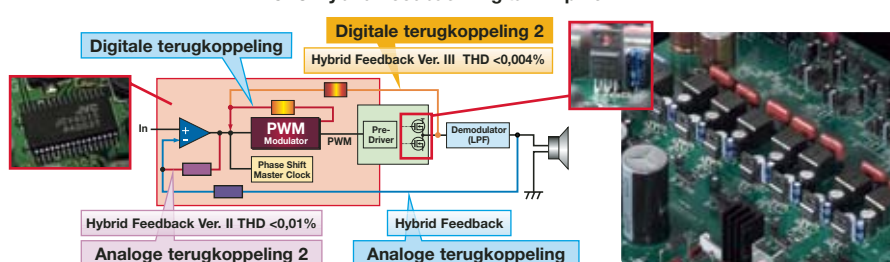 Digitale terugkoppeling 2
Digitale terugkoppeling
Hybrid Feedback Ver. III THD <0,004%
In
+
−
PWM
Modulator
PWM
Pre-
Driver
Demodulator
(LPF)
Phase Shift
Master Clock
Hybrid Feedback Ver. II THD <0,01%
Hybrid Feedback
Analoge terugkoppeling 2
Analoge terugkoppeling